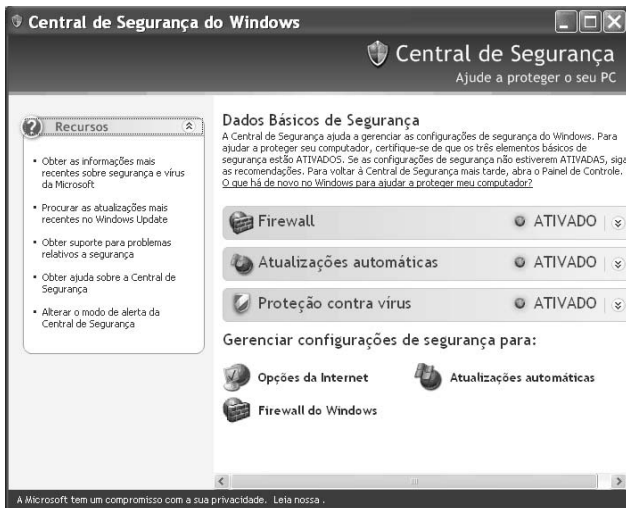 Central de Segurança do Windows
Central de Segurança
Ajude a proteger o seu PC
Recursos
• Obter as informações mais
recentes sobre segurança e vírus
da Microsoft
• Procurar as atualizações mais
recentes no Windows Update
• Obter suporte para problemas
relativos a segurança
• Obter ajuda sobre a Central de
Segurança
• Alterar o modo de alerta da
Central de Segurança
Dados Básicos de Segurança
A Central de Segurança ajuda a gerenciar as configurações de segurança do Windows. Para
ajudar a proteger seu computador, certifique-se de que os três elementos básicos de
segurança estão ATIVADOS. Se as configurações de segurança não estiverem ATIVADAS, siga
as recomendações. Para voltar à Central de Segurança mais tarde, abra o Painel de Controle.
O que há de novo no Windows para ajudar a proteger meu computador?
Firewall ATIVADO
Atualizações automáticas ATIVADO
Proteção contra vírus ATIVADO
Gerenciar configurações de segurança para:
Opções da Internet Atualizações automáticas
Firewall do Windows
A Microsoft tem um compromisso com a sua privacidade. Leia nossa .